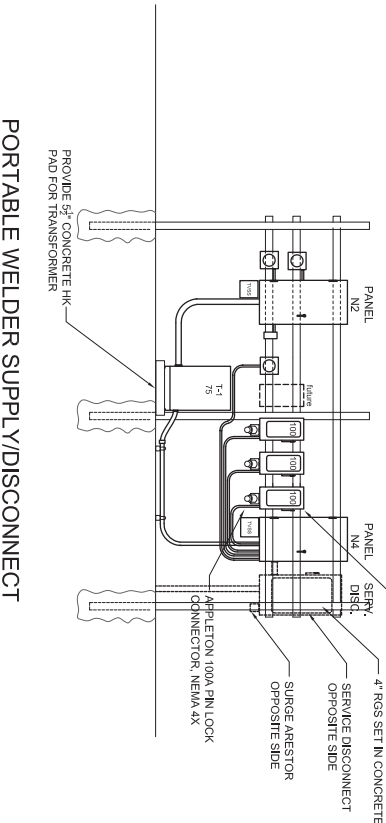 4" RGS SET IN CONCRETE
SERVICE DISCONNECT
OPPOSITE SIDE
SURGE ARESTOR
OPPOSITE SIDE
PANEL
N2
TVSS
future
100
100
100
PANEL
N4
TVSS
SERV.
DISC.
T-1
75
APPLETON 100A PIN LOCK
CONNECTOR, NEMA 4X
PROVIDE 5½" CONCRETE HK
PAD FOR TRANSFORMER
PORTABLE WELDER SUPPLY/DISCONNECT